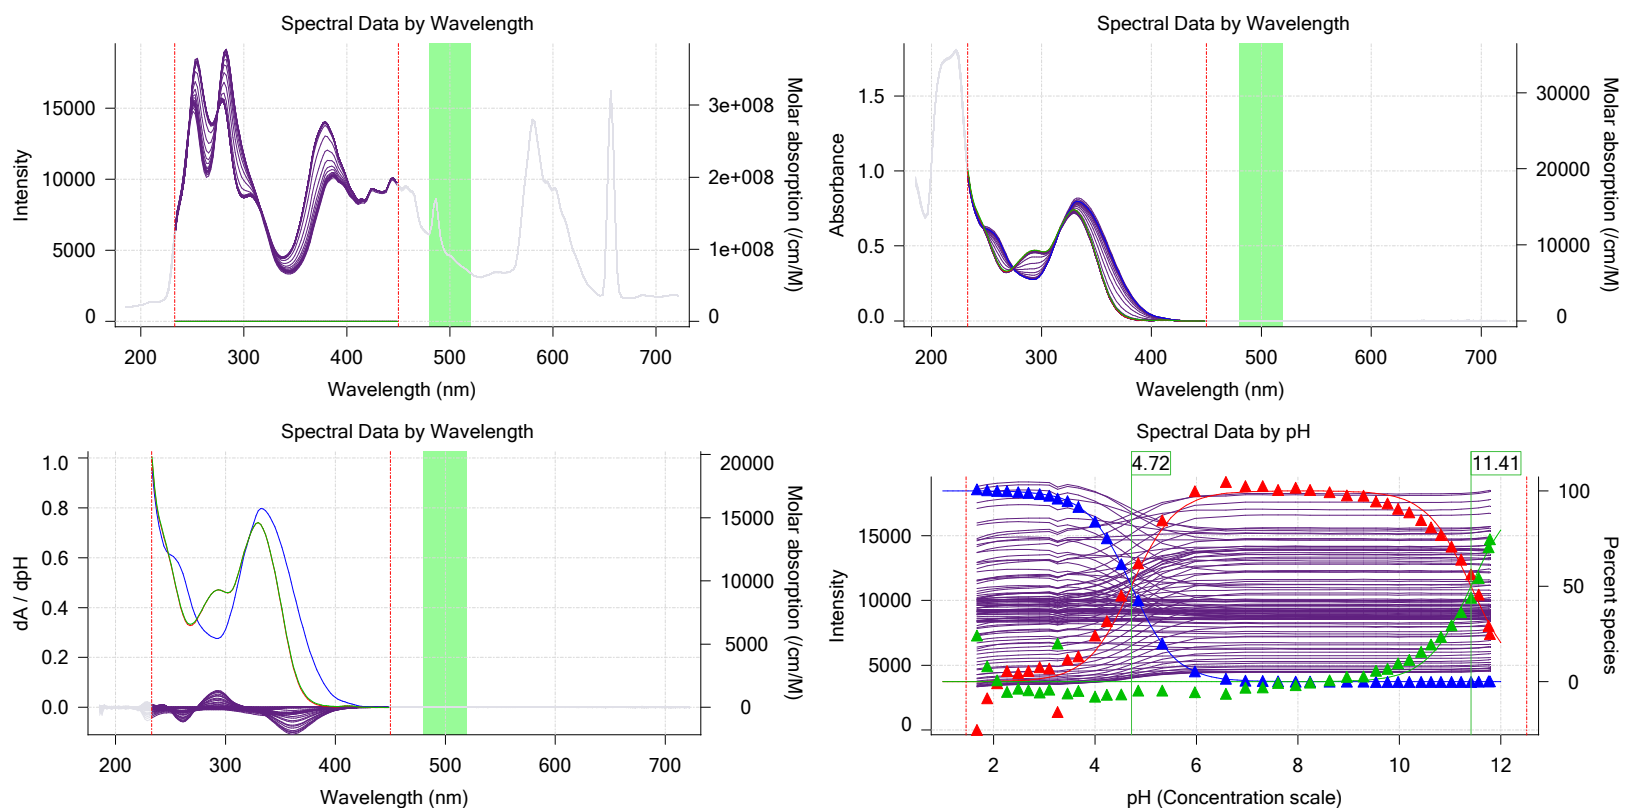 Spectral Data by Wavelength
Intensity
15000
10000
5000
0
3e+008
2e+008
1e+008
0
Molar absorption (/cm/M)
200 300 400 500 600 700
Wavelength (nm)
Spectral Data by Wavelength
Absorbance
1.5
1.0
0.5
0.0
30000
20000
10000
0
Molar absorption (/cm/M)
200 300 400 500 600 700
Wavelength (nm)
Spectral Data by Wavelength
dA / dpH
1.0
0.8
0.6
0.4
0.2
0.0
20000
15000
10000
5000
0
Molar absorption (/cm/M)
200 300 400 500 600 700
Wavelength (nm)
Spectral Data by pH
4.72 11.41
Intensity
15000
10000
5000
0
100
50
0
Percent species
2 4 6 8 10 12
pH (Concentration scale)